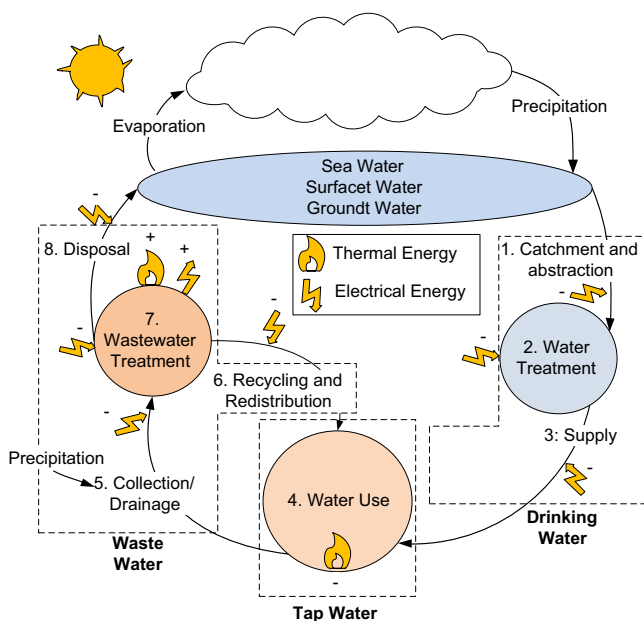 Evaporation
Precipitation
Sea Water
Surfacet Water
Groundt Water
-
8. Disposal
+
+
Thermal Energy
Electrical Energy
1. Catchment and
abstraction
-
-
7.
Wastewater
Treatment
-
-
2. Water
Treatment
6. Recycling and
Redistribution
-
3: Supply
-
Precipitation
5. Collection/
Drainage
4. Water Use
-
Waste
Water
Drinking
Water
Tap Water